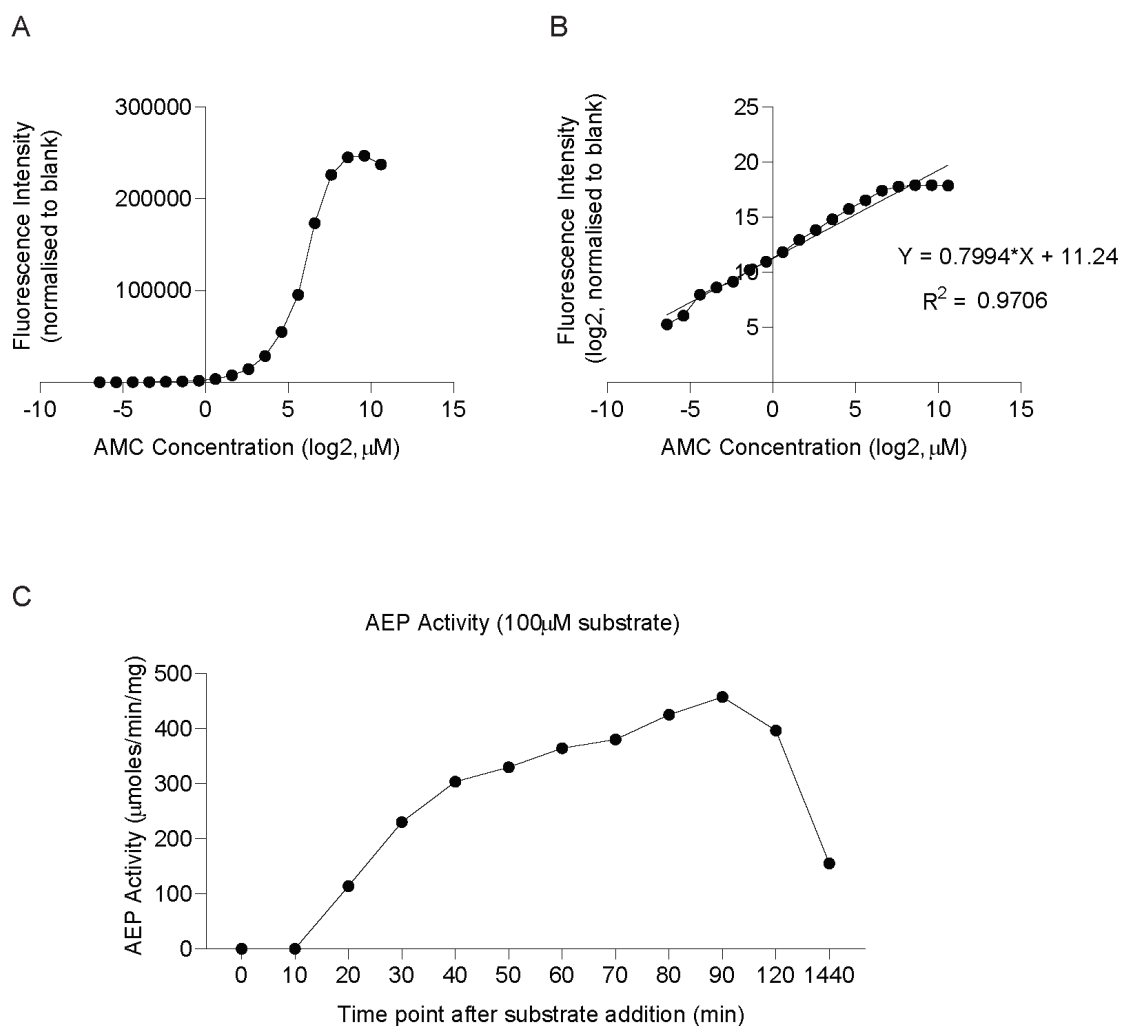 A
Fluorescence Intensity
(normalised to blank)
300000
200000
100000
-10 -5 0 5 10 15
AMC Concentration (log2, μM)
B
Fluorescence Intensity
(log2, normalised to blank)
25
20
15
10
5
Y = 0.7994*X + 11.24
R² = 0.9706
-10 -5 0 5 10 15
AMC Concentration (log2, μM)
C
AEP Activity (100μM substrate)
AEP Activity (μmoles/min/mg)
500
400
300
200
100
0
0 10 20 30 40 50 60 70 80 90 120 1440
Time point after substrate addition (min)